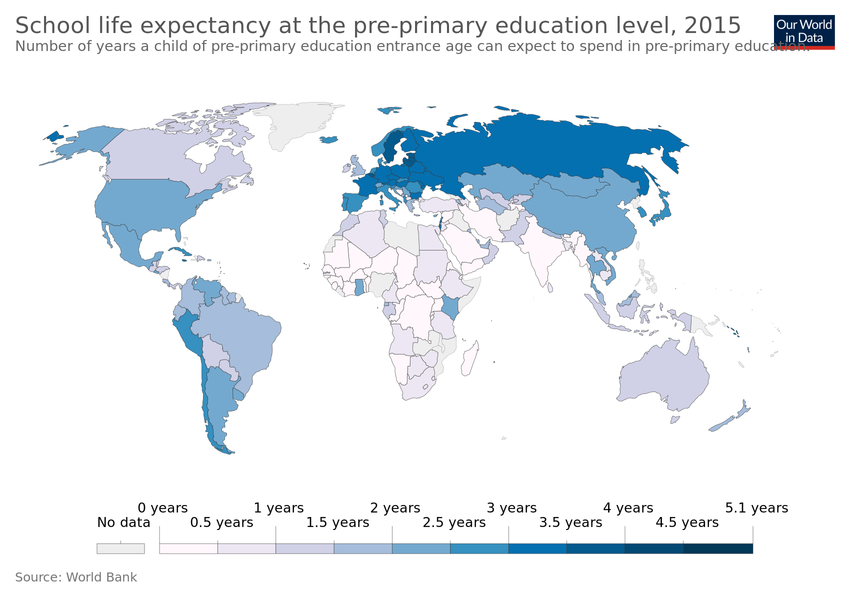 School life expectancy at the pre-primary education level, 2015
Our World
in Data
Number of years a child of pre-primary education entrance age can expect to spend in pre-primary education.
0 years
1 years
2 years
3 years
4 years
5.1 years
No data
0.5 years
1.5 years
2.5 years
3.5 years
4.5 years
Source: World Bank